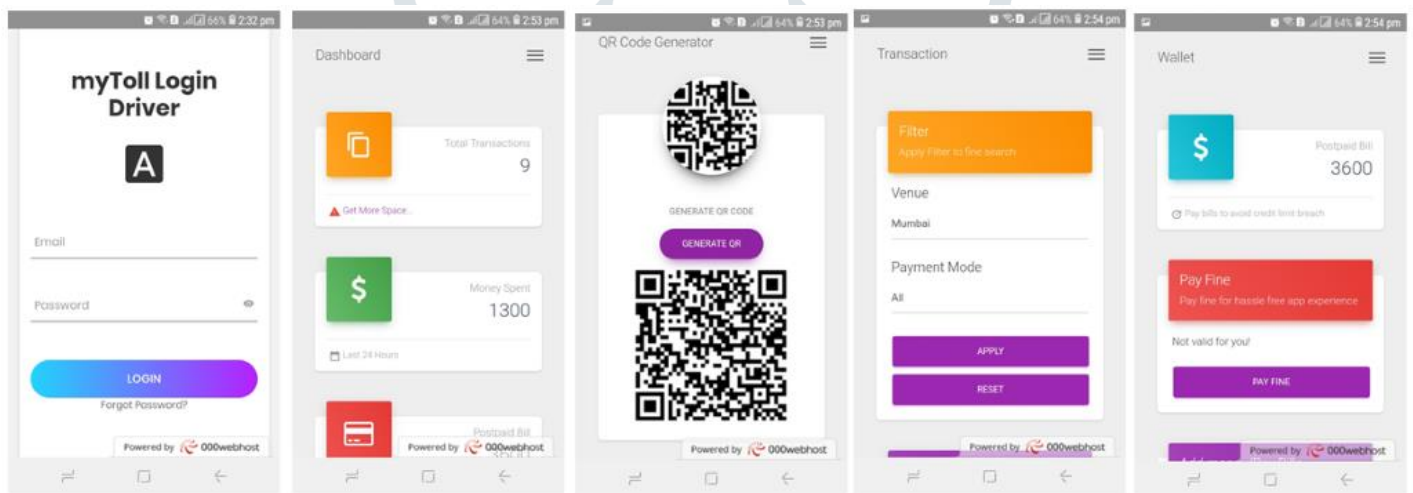 66% 2:32 pm
myToll Login
Driver
A
Email
Password
LOGIN
Forgot Password?
Powered by 000webhost
64% 2:53 pm
Dashboard
Total Transactions
9
Get More Space...
$
Money Spent
1300
Last 24 Hours
Postpaid Bill
Powered by 000webhost
64% 2:53 pm
QR Code Generator
GENERATE QR CODE
GENERATE QR
Powered by 000webhost
64% 2:54 pm
Transaction
Filter
Apply Filter to fine search
Venue
Mumbai
Payment Mode
All
APPLY
RESET
Powered by 000webhost
64% 2:54 pm
Wallet
$
Postpaid Bill
3600
Pay bills to avoid credit limit breach
Pay Fine
Pay fine for hassle free app experience
Not valid for you!
PAY FINE
Powered by 000webhost